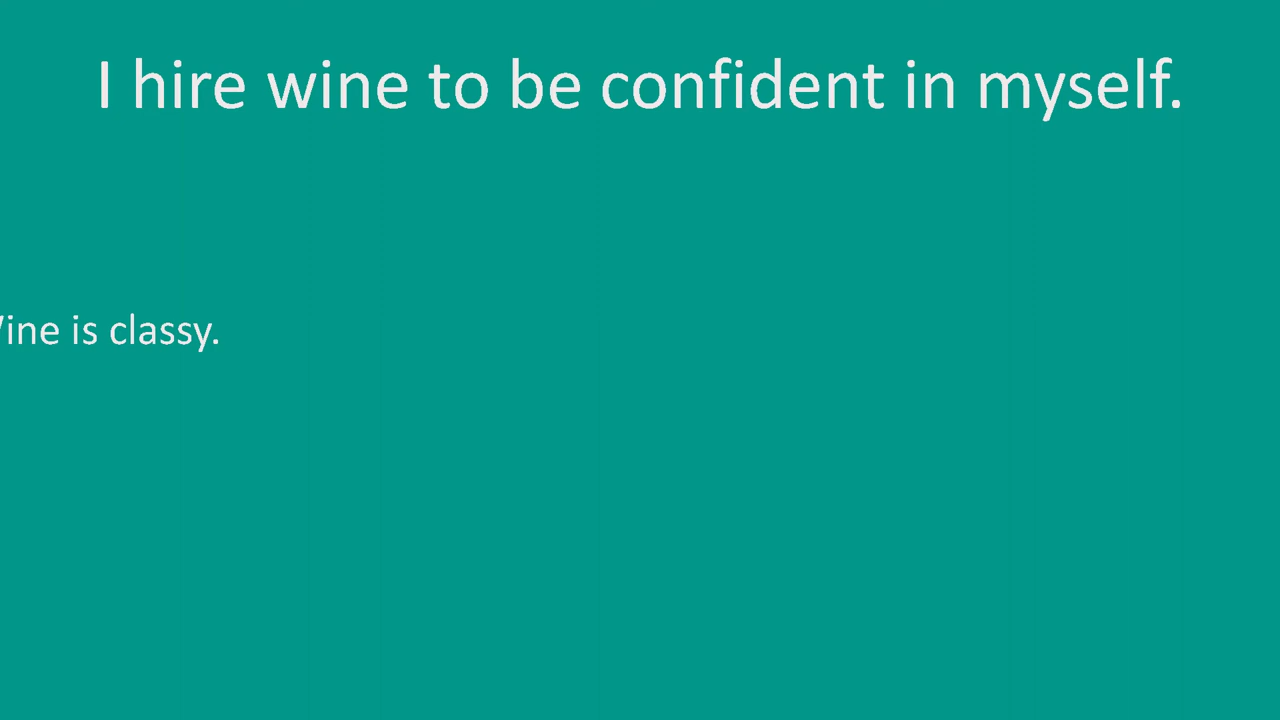 I hire wine to be confident in myself.
ine is classy.